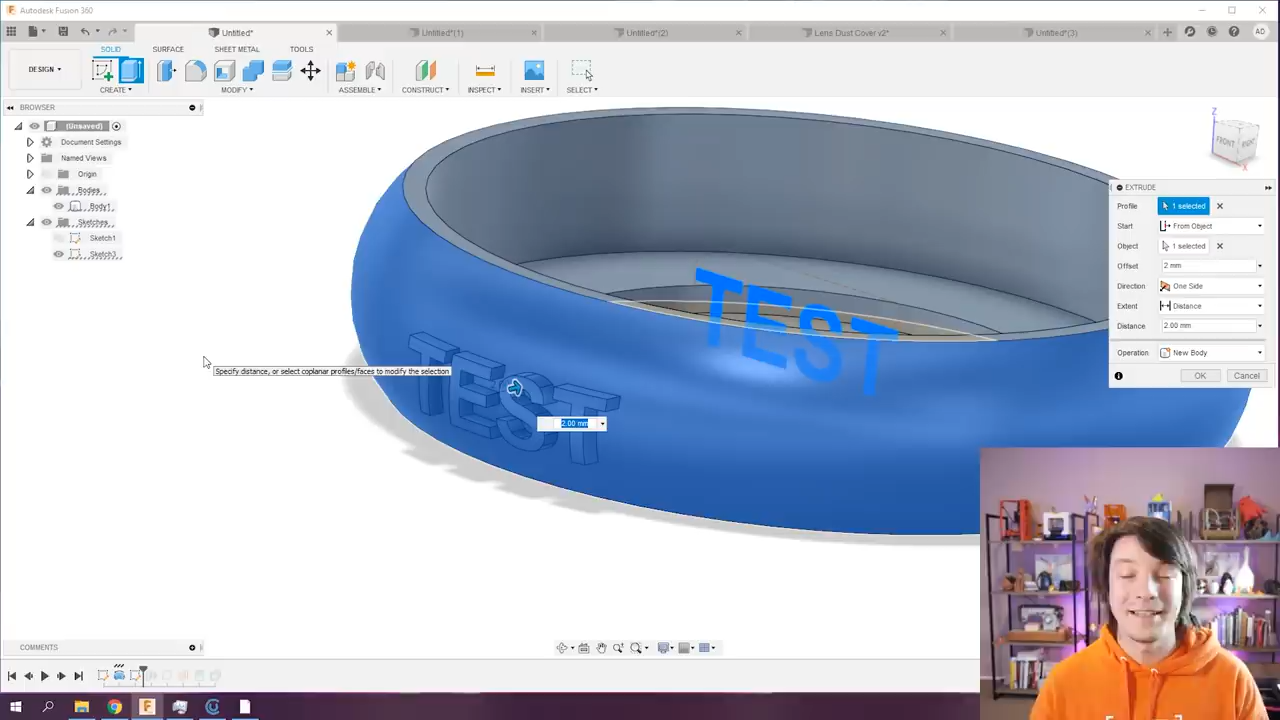 Autodesk Fusion 360
Untitled*
Untitled*(1)
Untitled*(2)
Lens Dust Cover v2*
Untitled*(3)
AD
DESIGN
SOLID
SURFACE
SHEET METAL
TOOLS
CREATE
MODIFY
ASSEMBLE
CONSTRUCT
INSPECT
INSERT
SELECT
BROWSER
(Unsaved)
Document Settings
Named Views
Origin
Bodies
Body1
Sketches
Sketch1
Sketch3
Z
FRONT
RIGHT
X
EXTRUDE
Profile
1 selected
Start
From Object
Object
1 selected
Offset
2 mm
Direction
One Side
Extent
Distance
Distance
2.00 mm
Operation
New Body
OK
Cancel
TEST
TEST
Specify distance, or select coplanar profiles/faces to modify the selection
2.00 mm
COMMENTS